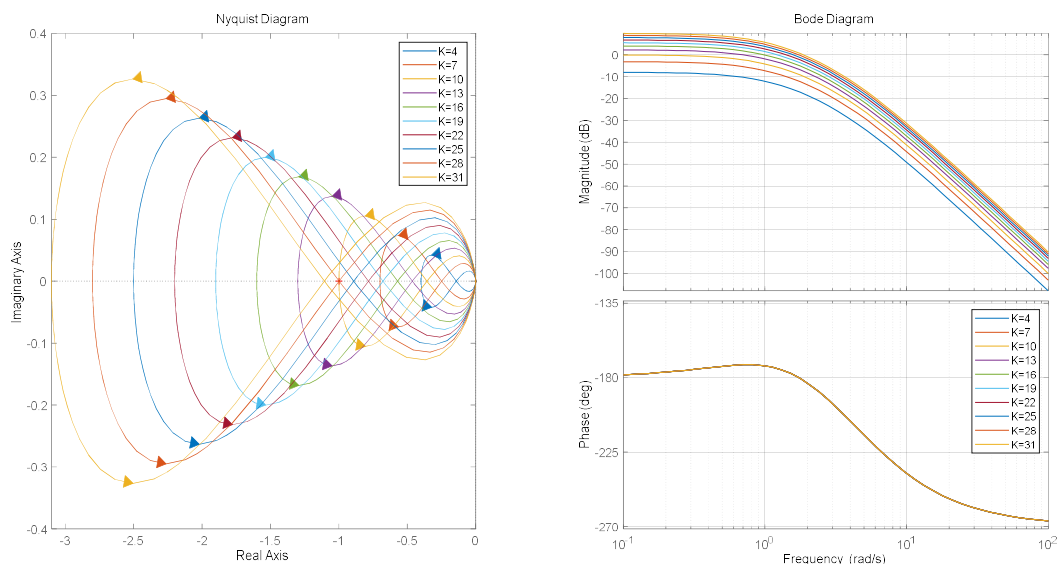 Nyquist Diagram
0.4
0.3
0.2
0.1
0
-0.1
-0.2
-0.3
-0.4
Imaginary Axis
-3
-2.5
-2
-1.5
-1
-0.5
0
Real Axis
K=4
K=7
K=10
K=13
K=16
K=19
K=22
K=25
K=28
K=31
Bode Diagram
0
-10
-20
-30
-40
-50
-60
-70
-80
-90
-100
Magnitude (dB)
-135
-180
-225
-270
Phase (deg)
K=4
K=7
K=10
K=13
K=16
K=19
K=22
K=25
K=28
K=31
10⁻¹
10⁰
10¹
10²
Frequency (rad/s)